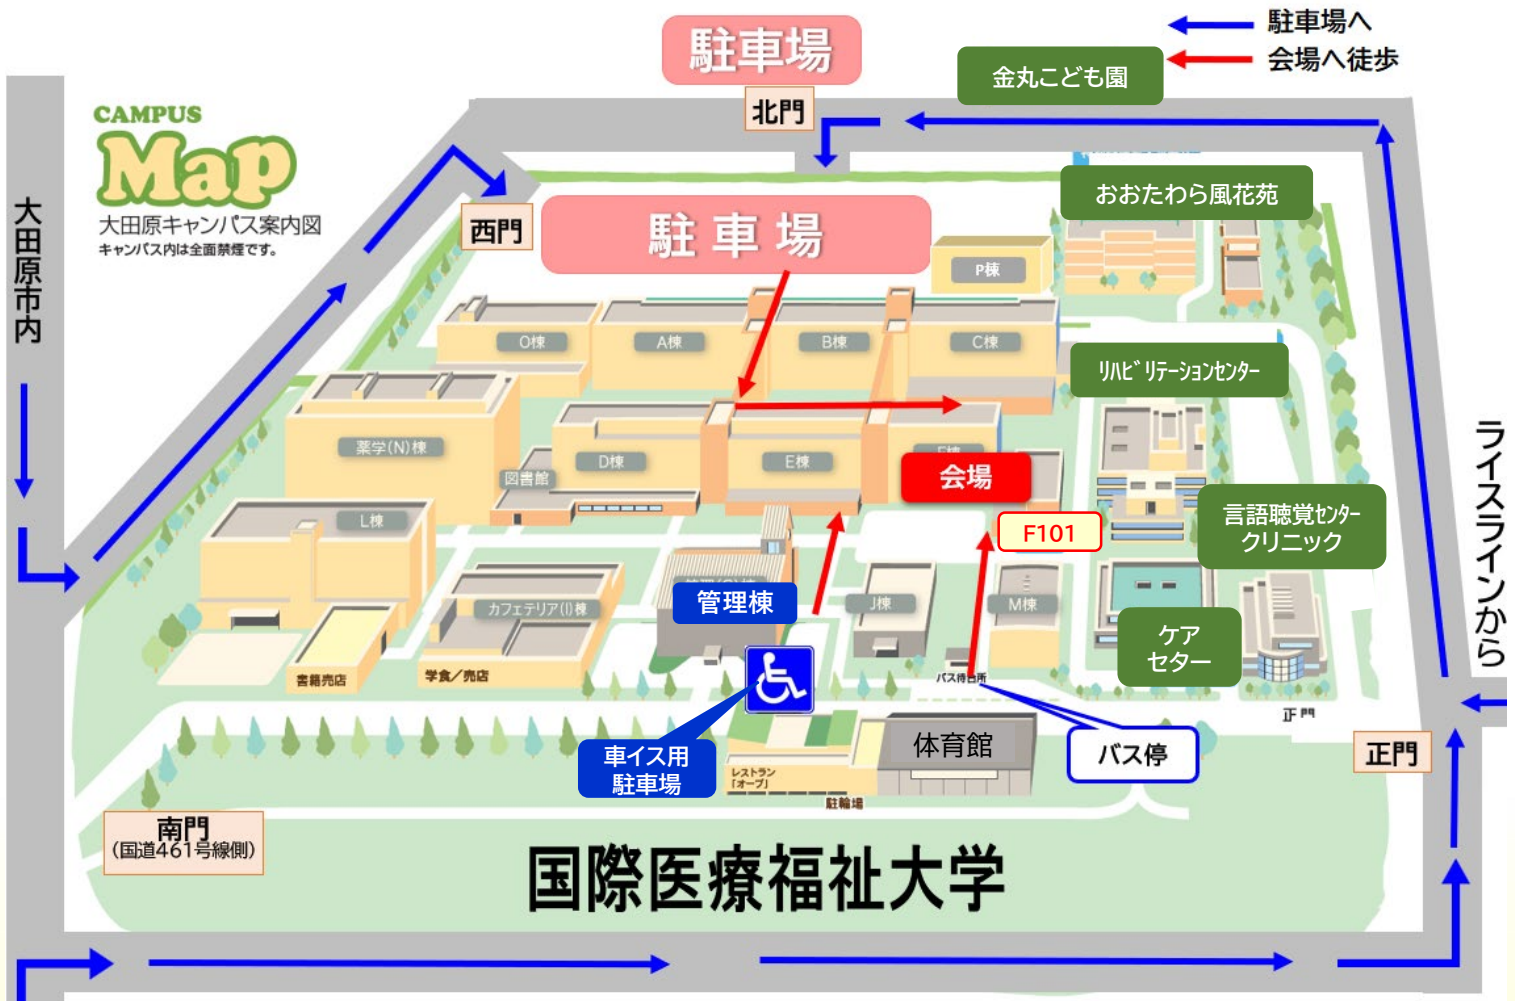 駐車場へ
会場へ徒歩
駐車場
北門
金丸こども園
CAMPUS
Map
大田原キャンパス案内図
キャンパス内は全面禁煙です。
大田原市内
西門
駐車場
おおたわら風花苑
P棟
O棟
A棟
B棟
C棟
リハビリテーションセンター
薬学(N)棟
図書館
D棟
E棟
会場
F101
言語聴覚センター
クリニック
ライスラインから
L棟
カフェテリア(I)棟
管理棟
J棟
M棟
ケア
セター
書籍売店
学食／売店
バス待合所
正門
車イス用
駐車場
レストラン
「オーブ」
体育館
駐輪場
バス停
正門
南門
(国道461号線側)
国際医療福祉大学